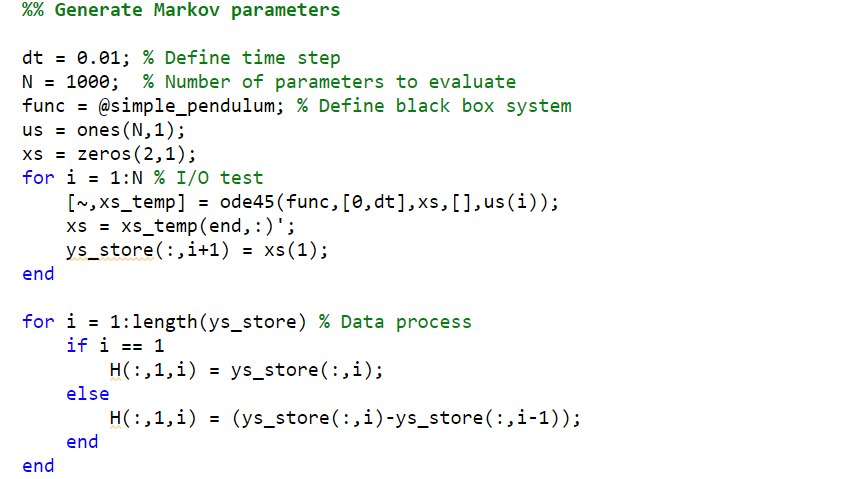 %% Generate Markov parameters
dt = 0.01; % Define time step
N = 1000;  % Number of parameters to evaluate
func = @simple_pendulum; % Define black box system
us = ones(N,1);
xs = zeros(2,1);
for i = 1:N % I/O test
    [~,xs_temp] = ode45(func,[0,dt],xs,[],us(i));
    xs = xs_temp(end,:)';
    ys_store(:,i+1) = xs(1);
end
for i = 1:length(ys_store) % Data process
    if i == 1
        H(:,1,i) = ys_store(:,i);
    else
        H(:,1,i) = (ys_store(:,i)-ys_store(:,i-1));
    end
end